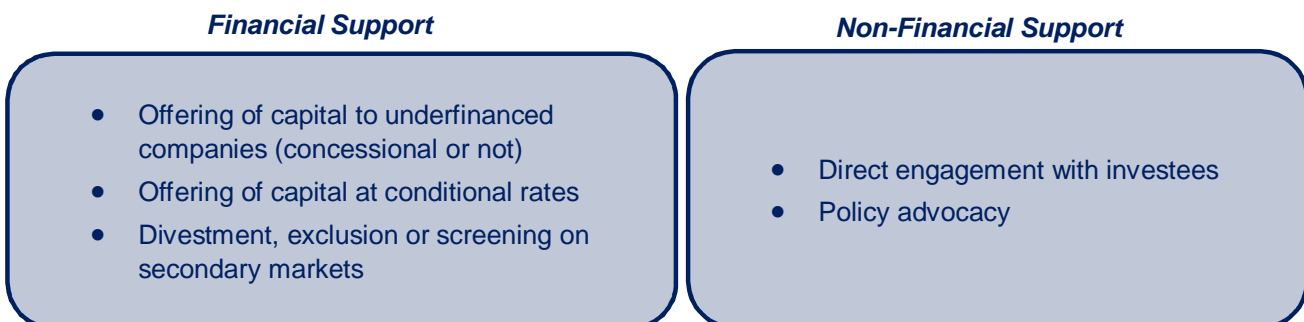 Financial Support
● Offering of capital to underfinanced
companies (concessional or not)
● Offering of capital at conditional rates
● Divestment, exclusion or screening on
secondary markets
Non-Financial Support
● Direct engagement with investees
● Policy advocacy